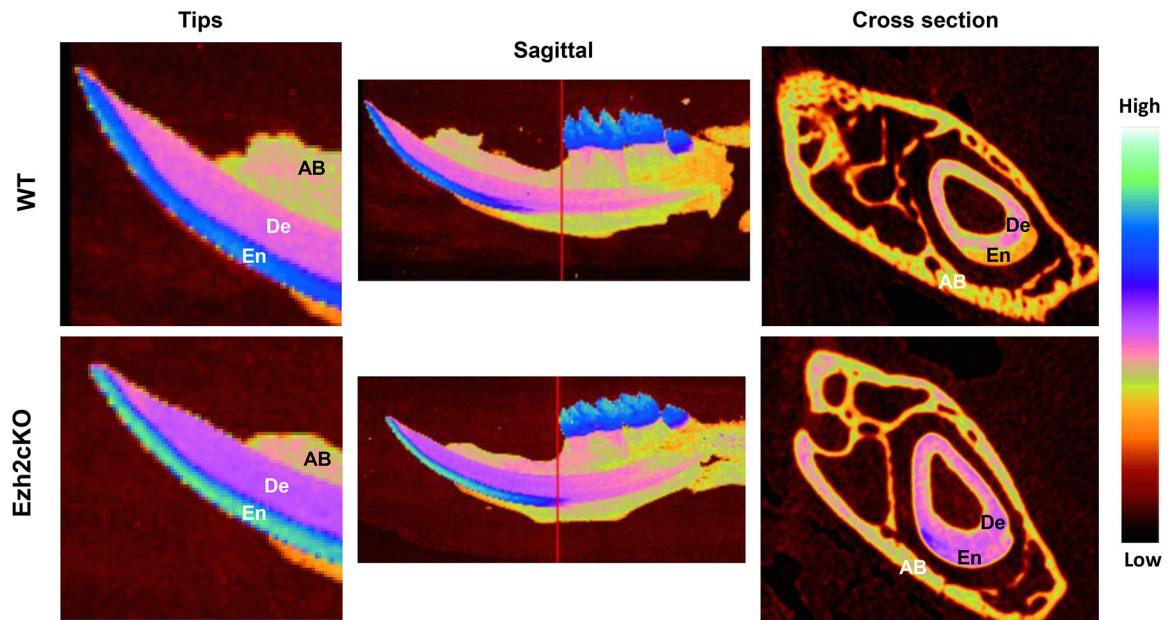 Tips
Sagittal
Cross section
WT
AB
De
En
De
En
AB
High
Low
Ezh2cKO
AB
De
En
De
En
AB